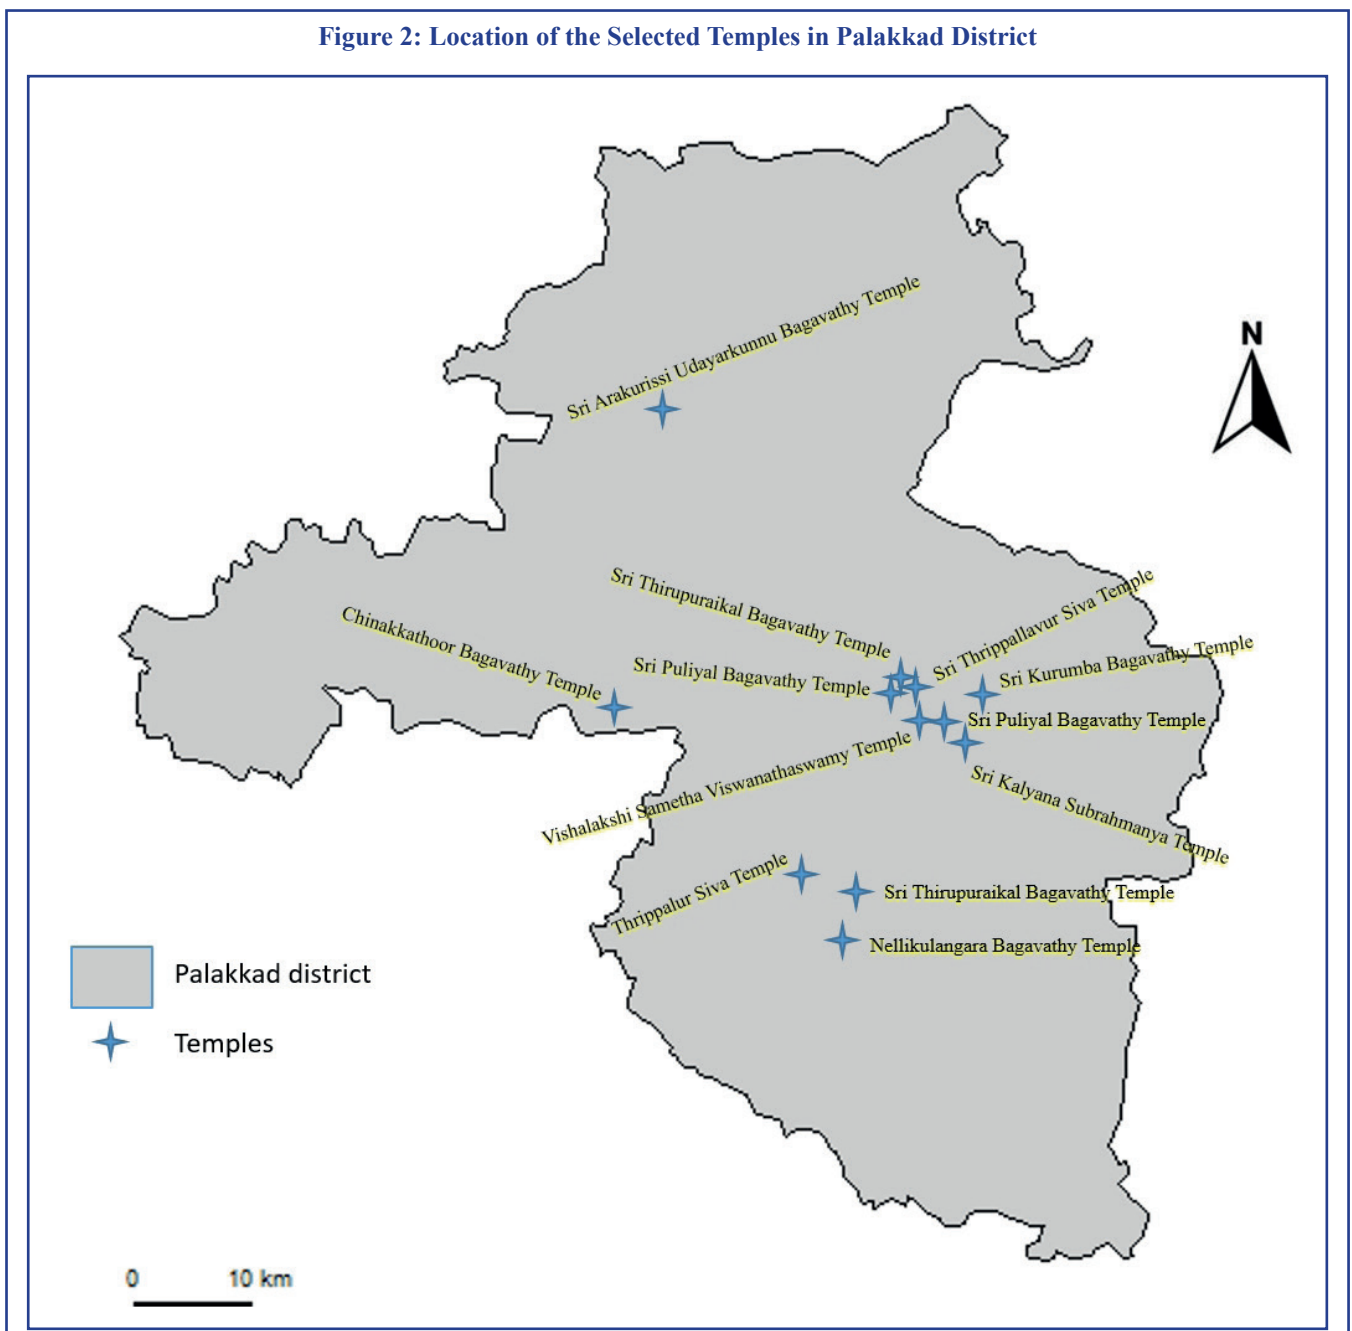 Figure 2: Location of the Selected Temples in Palakkad District
Sri Arakurissi Udayarkunnu Bagavathy Temple
N
Sri Thirupuraikal Bagavathy Temple
Sri Thrippallavur Siva Temple
Chinakkathoor Bagavathy Temple
Sri Puliyal Bagavathy Temple
Sri Kurumba Bagavathy Temple
Sri Puliyal Bagavathy Temple
Vishalakshi Sametha Viswanathaswamy Temple
Sri Kalyana Subrahmanya Temple
Thrippalur Siva Temple
Sri Thirupuraikal Bagavathy Temple
Nellikulangara Bagavathy Temple
Palakkad district
Temples
0 10 km